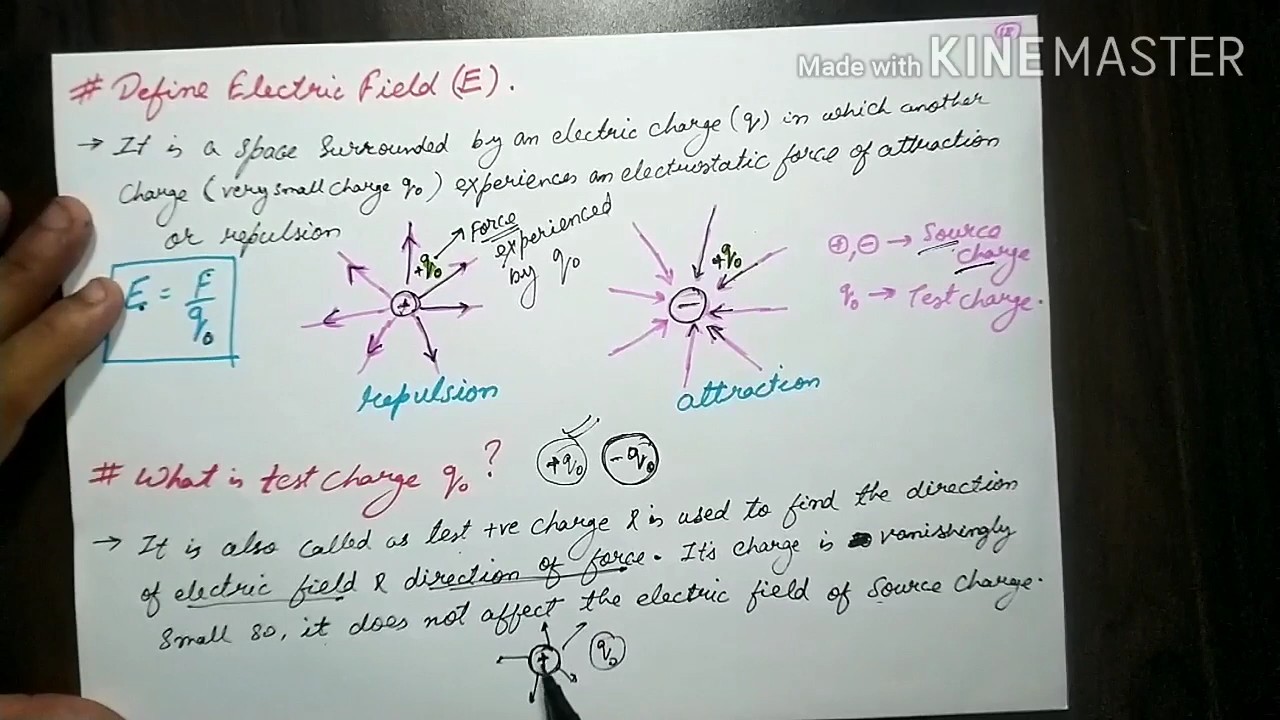 18
Made with KINEMASTER
# Define Electric Field (E).
→ It is a space surrounded by an electric charge (q) in which another
charge (very small charge q₀) experiences an electrostatic force of attraction
or repulsion
E = F / q₀
+q₀
Force
experienced
by q₀
+
repulsion
+q₀
−
attraction
⊕,⊖ → Source
charge
q₀ → Test charge.
# What is test charge q₀ ?
+q₀ −q₀
→ It is also called as test +ve charge & is used to find the direction
of electric field & direction of force. It's charge is vanishingly
small so, it does not affect the electric field of source charge.
+ q₀